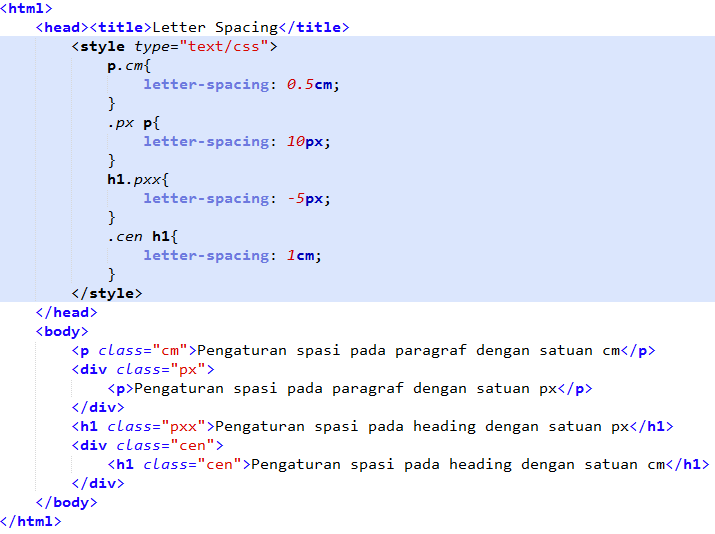 <html>
<head><title>Letter Spacing</title>
<style type="text/css">
p.cm{
letter-spacing: 0.5cm;
}
.px p{
letter-spacing: 10px;
}
h1.pxx{
letter-spacing: -5px;
}
.cen h1{
letter-spacing: 1cm;
}
</style>
</head>
<body>
<p class="cm">Pengaturan spasi pada paragraf dengan satuan cm</p>
<div class="px">
<p>Pengaturan spasi pada paragraf dengan satuan px</p>
</div>
<h1 class="pxx">Pengaturan spasi pada heading dengan satuan px</h1>
<div class="cen">
<h1 class="cen">Pengaturan spasi pada heading dengan satuan cm</h1>
</div>
</body>
</html>